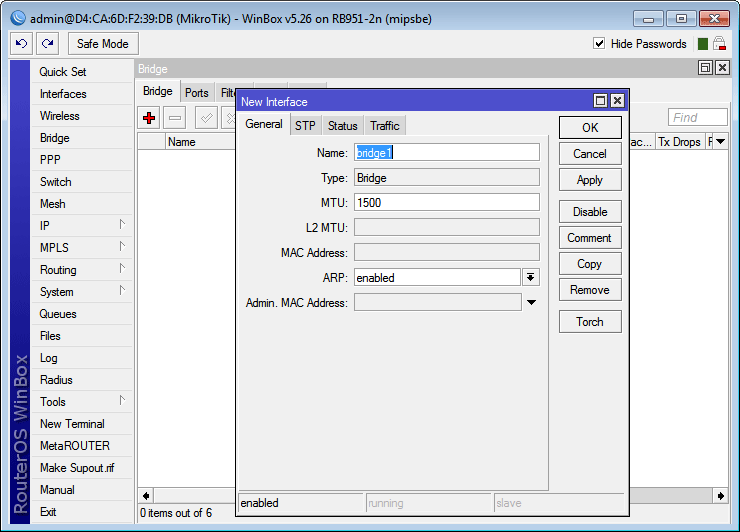 admin@D4:CA:6D:F2:39:DB (MikroTik) - WinBox v5.26 on RB951-2n (mipsbe)
Safe Mode
Hide Passwords
RouterOS WinBox
Quick Set
Interfaces
Wireless
Bridge
PPP
Switch
Mesh
IP
MPLS
Routing
System
Queues
Files
Log
Radius
Tools
New Terminal
MetaROUTER
Make Supout.rif
Manual
Exit
Bridge
Bridge Ports
Find
Name Tx Drops
0 items out of 6
New Interface
General STP Status Traffic
Name: bridge1
Type: Bridge
MTU: 1500
L2 MTU:
MAC Address:
ARP: enabled
Admin. MAC Address:
OK
Cancel
Apply
Disable
Comment
Copy
Remove
Torch
enabled running slave